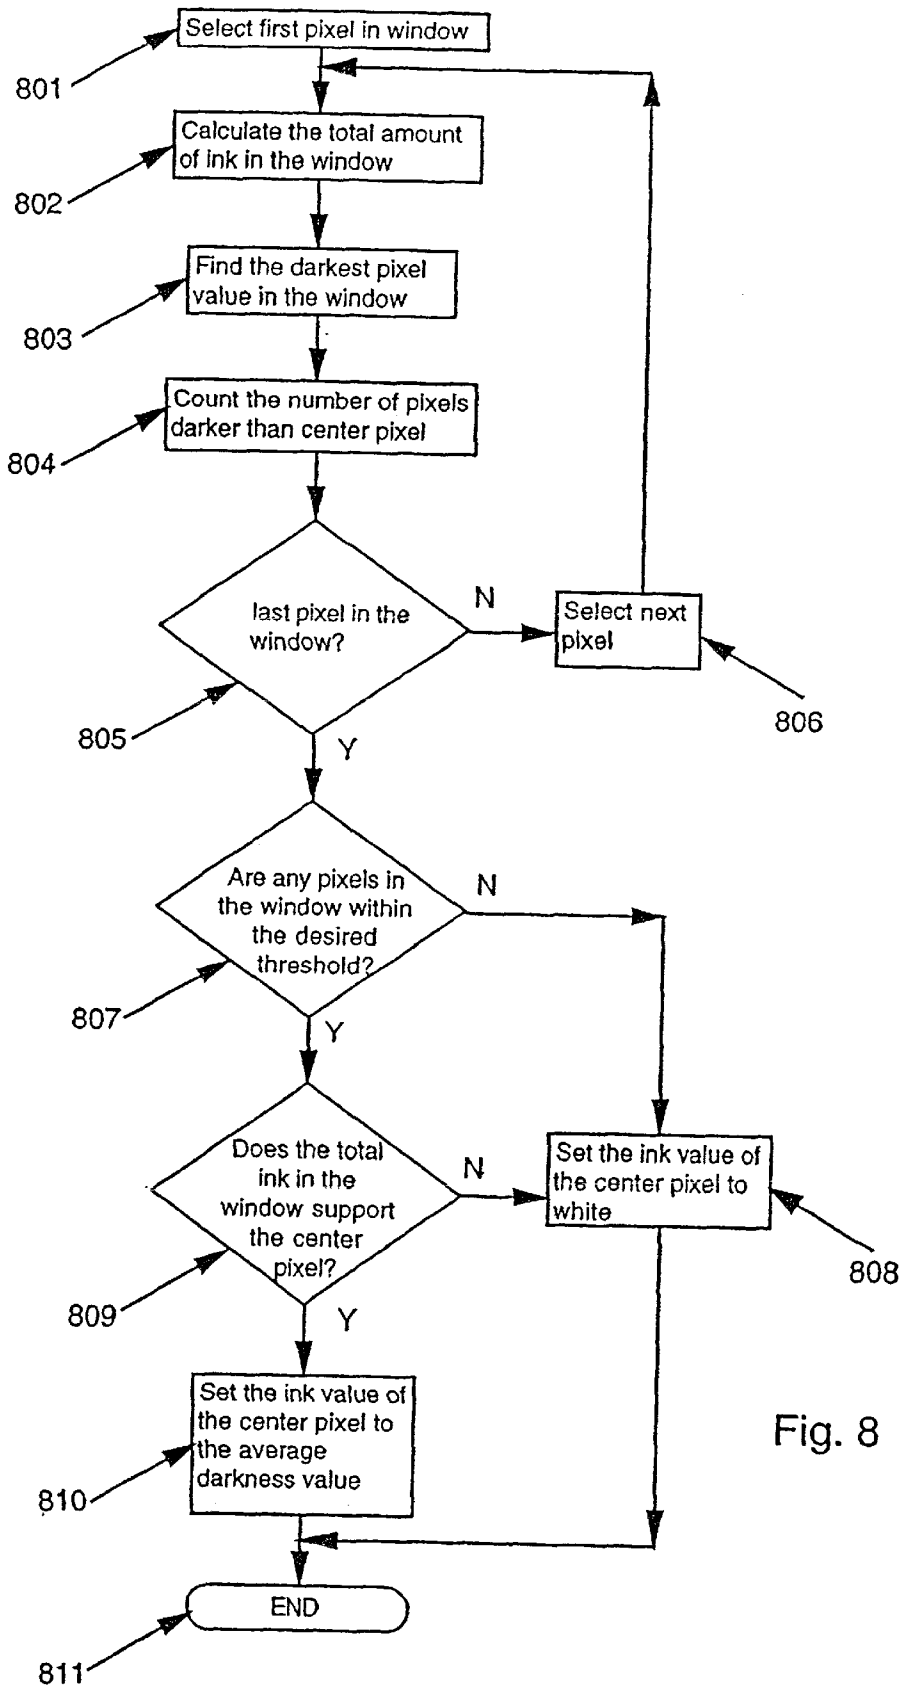 Select first pixel in window
801
Calculate the total amount
of ink in the window
802
Find the darkest pixel
value in the window
803
Count the number of pixels
darker than center pixel
804
last pixel in the
window?
N
Select next
pixel
805
806
Y
Are any pixels in
the window within
the desired
threshold?
N
807
Y
Does the total
ink in the
window support
the center
pixel?
N
Set the ink value of
the center pixel to
white
809
808
Y
Set the ink value of
the center pixel to
the average
darkness value
810
Fig. 8
END
811